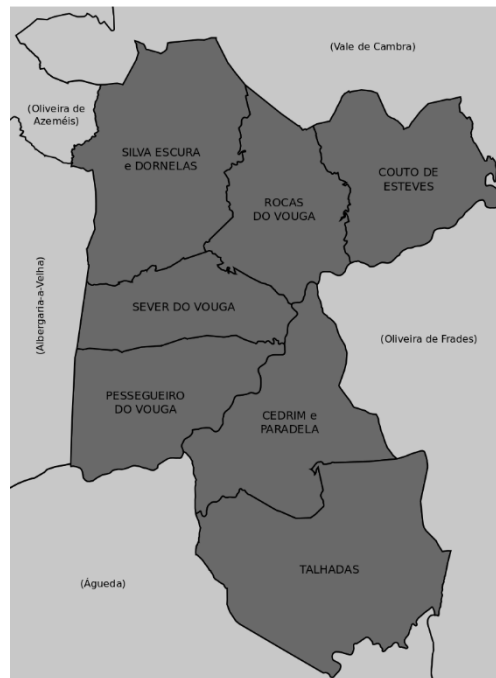 (Vale de Cambra)
(Oliveira de
Azeméis)
SILVA ESCURA
e DORNELAS
COUTO DE
ESTEVES
ROCAS
DO VOUGA
(Albergaria-a-Velha)
SEVER DO VOUGA
(Oliveira de Frades)
PESSEGUEIRO
DO VOUGA
CEDRIM e
PARADELA
TALHADAS
(Águeda)